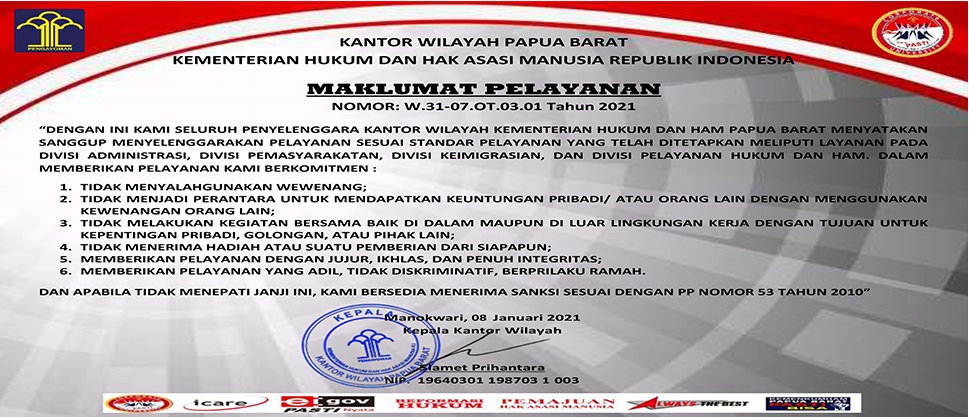 PENGAYOMAN
CORPORATE
PASTI
UNIVERSITY
KANTOR WILAYAH PAPUA BARAT
KEMENTERIAN HUKUM DAN HAK ASASI MANUSIA REPUBLIK INDONESIA
MAKLUMAT PELAYANAN
NOMOR: W.31-07.OT.03.01 Tahun 2021
“DENGAN INI KAMI SELURUH PENYELENGGARA KANTOR WILAYAH KEMENTERIAN HUKUM DAN HAM PAPUA BARAT MENYATAKAN
SANGGUP MENYELENGGARAKAN PELAYANAN SESUAI STANDAR PELAYANAN YANG TELAH DITETAPKAN MELIPUTI LAYANAN PADA
DIVISI ADMINISTRASI, DIVISI PEMASYARAKATAN, DIVISI KEIMIGRASIAN, DAN DIVISI PELAYANAN HUKUM DAN HAM. DALAM
MEMBERIKAN PELAYANAN KAMI BERKOMITMEN :
1. TIDAK MENYALAHGUNAKAN WEWENANG;
2. TIDAK MENJADI PERANTARA UNTUK MENDAPATKAN KEUNTUNGAN PRIBADI/ ATAU ORANG LAIN DENGAN MENGGUNAKAN
KEWENANGAN ORANG LAIN;
3. TIDAK MELAKUKAN KEGIATAN BERSAMA BAIK DI DALAM MAUPUN DI LUAR LINGKUNGAN KERJA DENGAN TUJUAN UNTUK
KEPENTINGAN PRIBADI, GOLONGAN, ATAU PIHAK LAIN;
4. TIDAK MENERIMA HADIAH ATAU SUATU PEMBERIAN DARI SIAPAPUN;
5. MEMBERIKAN PELAYANAN DENGAN JUJUR, IKHLAS, DAN PENUH INTEGRITAS;
6. MEMBERIKAN PELAYANAN YANG ADIL, TIDAK DISKRIMINATIF, BERPRILAKU RAMAH.
DAN APABILA TIDAK MENEPATI JANJI INI, KAMI BERSEDIA MENERIMA SANKSI SESUAI DENGAN PP NOMOR 53 TAHUN 2010”
Manokwari, 08 Januari 2021
Kepala Kantor Wilayah
KEPALA
KANTOR WILAYAH PAPUA BARAT
Slamet Prihantara
NIP. 19640301 198703 1 003
PASTI
icare
e-gov
PASTI Nyata
REFORMASI
HUKUM
PEMAJUAN
HAK ASASI MANUSIA
ALWAYS THE BEST